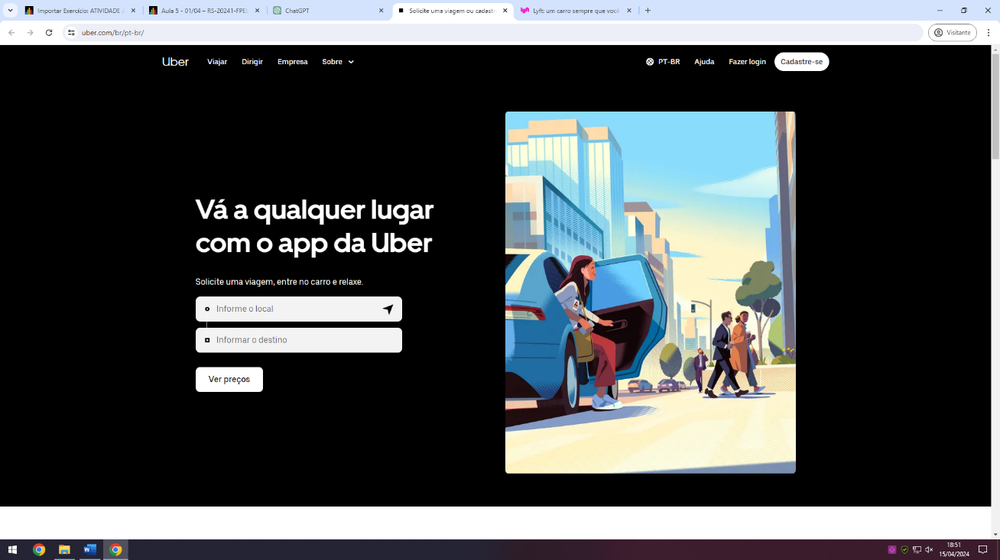 Importar Exercício: ATIVIDADE A
Aula 5 - 01/04 – RS-20241-FPEI.
ChatGPT
Solicite uma viagem ou cadastr
Lyft: um carro sempre que você
uber.com/br/pt-br/
Visitante
Uber
Viajar
Dirigir
Empresa
Sobre
PT-BR
Ajuda
Fazer login
Cadastre-se
Vá a qualquer lugar
com o app da Uber
Solicite uma viagem, entre no carro e relaxe.
Informe o local
Informar o destino
Ver preços
18:51
15/04/2024